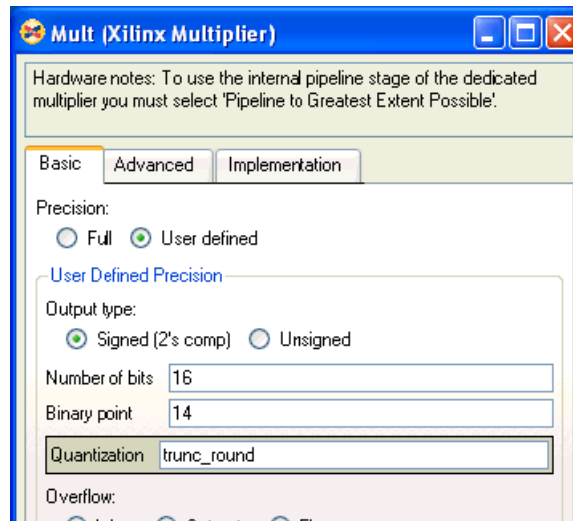 Mult (Xilinx Multiplier)
Hardware notes: To use the internal pipeline stage of the dedicated
multiplier you must select 'Pipeline to Greatest Extent Possible'.
Basic Advanced Implementation
Precision:
Full User defined
User Defined Precision
Output type:
Signed (2's comp) Unsigned
Number of bits 16
Binary point 14
Quantization trunc_round
Overflow: